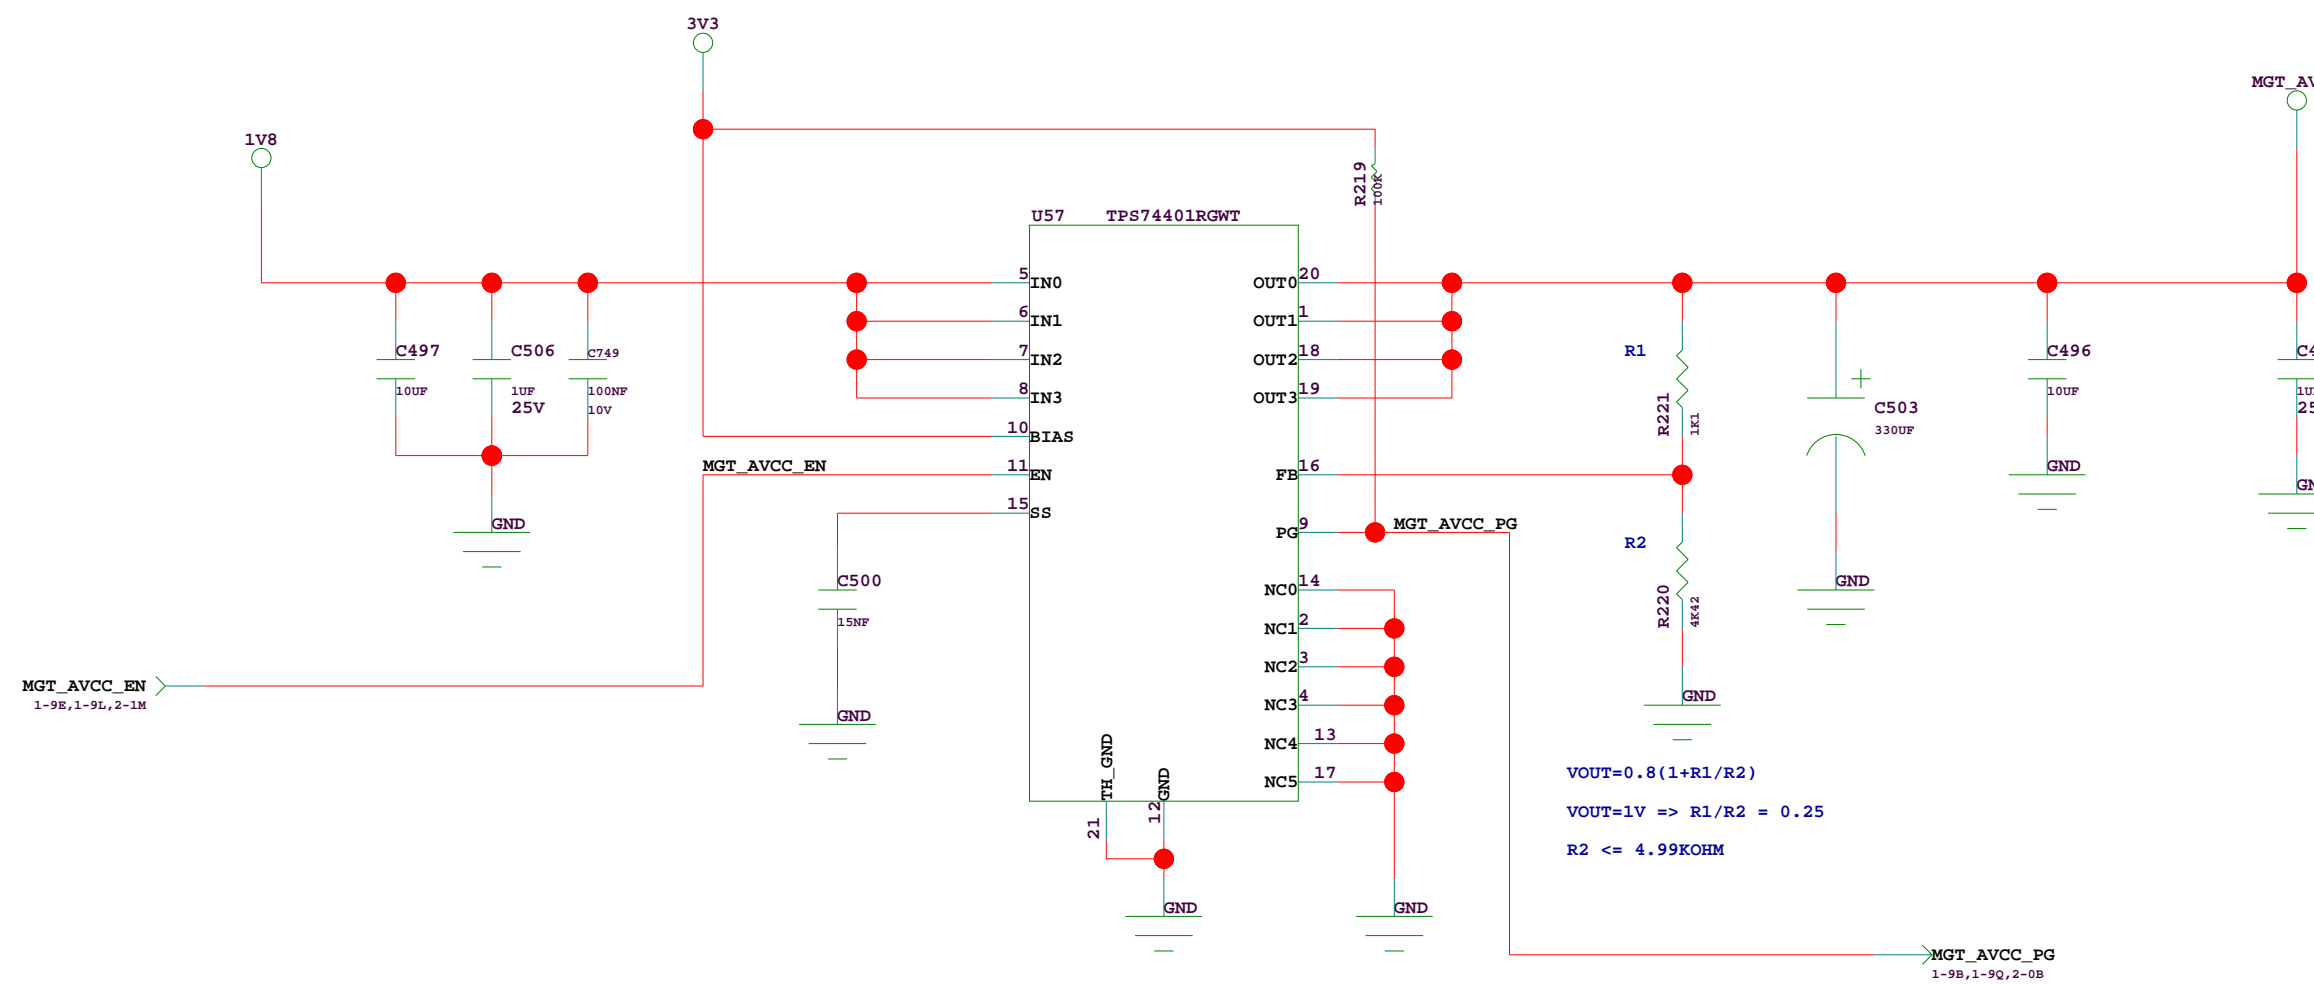 3V3
MGT_AV
1V8
R219
100K
U57 TPS74401RGWT
5 IN0
6 IN1
7 IN2
8 IN3
10 BIAS
11 EN
15 SS
OUT0 20
OUT1 1
OUT2 18
OUT3 19
FB 16
PG 9
NC0 14
NC1 2
NC2 3
NC3 4
NC4 13
NC5 17
TH_GND
21
GND
12
C497
10UF
C506
1UF
25V
C749
100NF
10V
GND
MGT_AVCC_EN
C500
15NF
GND
MGT_AVCC_EN
1-9E,1-9L,2-1M
GND
GND
MGT_AVCC_PG
R1
R221
1K1
R2
R220
4K42
GND
C503
330UF
GND
C496
10UF
GND
C4
1U
25
GN
VOUT=0.8(1+R1/R2)
VOUT=1V => R1/R2 = 0.25
R2 <= 4.99KOHM
MGT_AVCC_PG
1-9B,1-9Q,2-0B